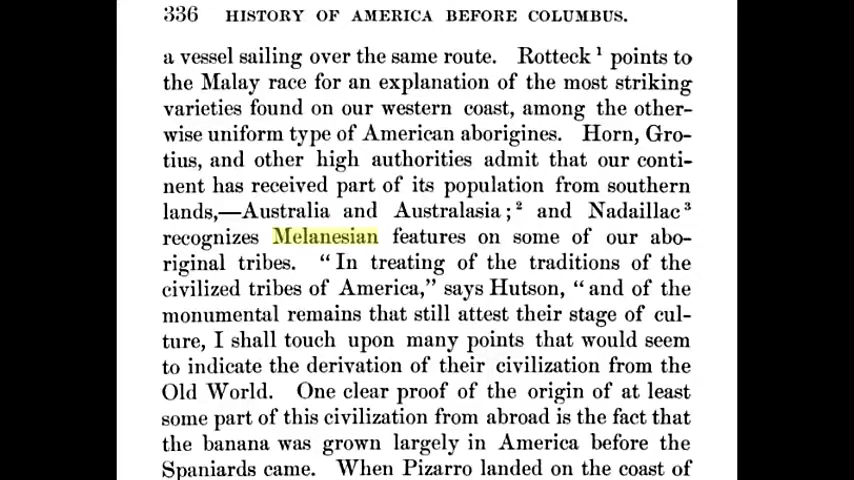 336 HISTORY OF AMERICA BEFORE COLUMBUS.
a vessel sailing over the same route. Rotteck ¹ points to
the Malay race for an explanation of the most striking
varieties found on our western coast, among the other-
wise uniform type of American aborigines. Horn, Gro-
tius, and other high authorities admit that our conti-
nent has received part of its population from southern
lands,—Australia and Australasia; ² and Nadaillac ³
recognizes Melanesian features on some of our abo-
riginal tribes. “In treating of the traditions of the
civilized tribes of America,” says Hutson, “and of the
monumental remains that still attest their stage of cul-
ture, I shall touch upon many points that would seem
to indicate the derivation of their civilization from the
Old World. One clear proof of the origin of at least
some part of this civilization from abroad is the fact that
the banana was grown largely in America before the
Spaniards came. When Pizarro landed on the coast of